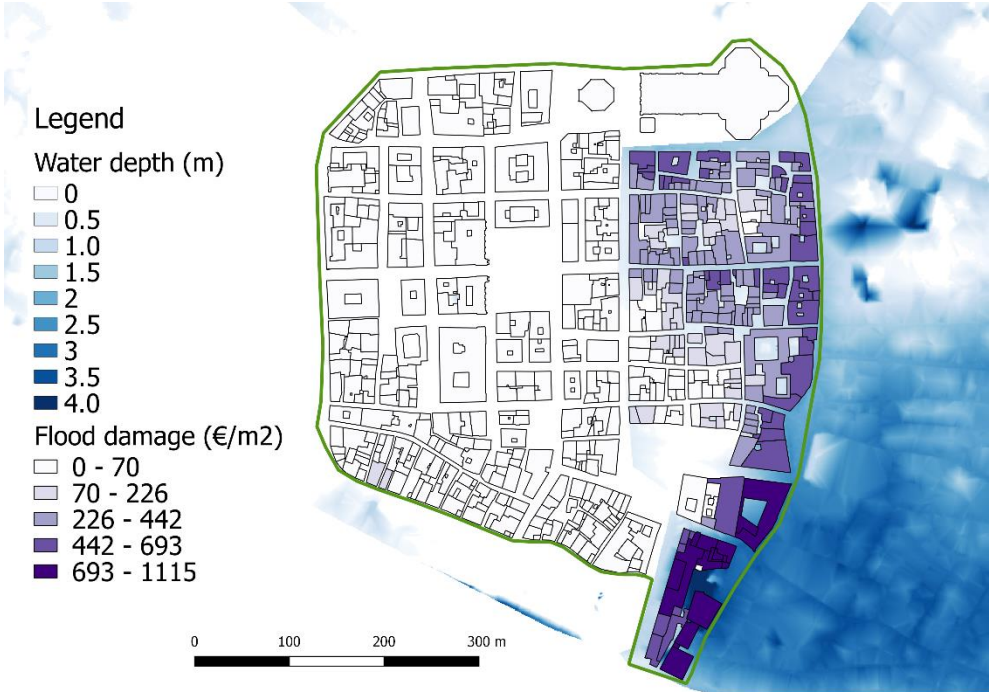 Legend
Water depth (m)
0
0.5
1.0
1.5
2
2.5
3
3.5
4.0
Flood damage (€/m2)
0 - 70
70 - 226
226 - 442
442 - 693
693 - 1115
0 100 200 300 m